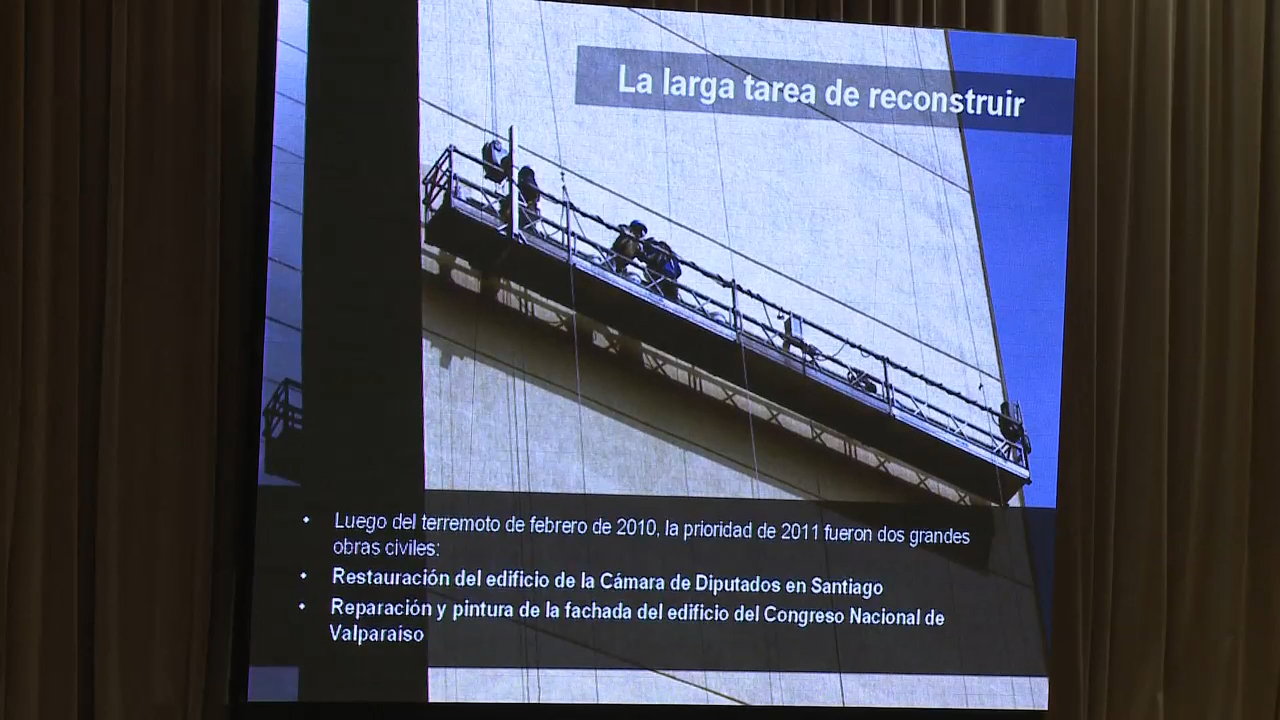 La larga tarea de reconstruir
• Luego del terremoto de febrero de 2010, la prioridad de 2011 fueron dos grandes
obras civiles:
• Restauración del edificio de la Cámara de Diputados en Santiago
• Reparación y pintura de la fachada del edificio del Congreso Nacional de
Valparaíso